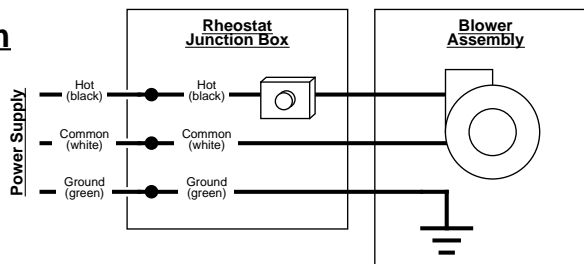 Rheostat
Junction Box
Blower
Assembly
Power Supply
Hot
(black)
Hot
(black)
Common
(white)
Common
(white)
Ground
(green)
Ground
(green)